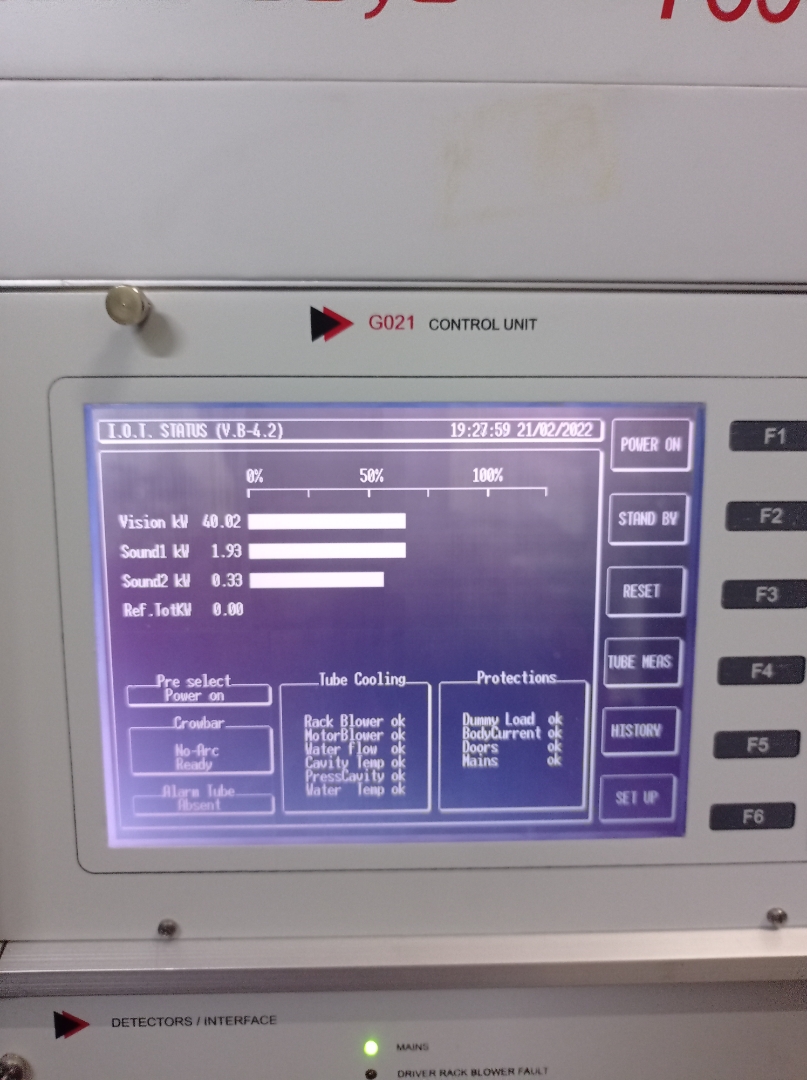 G021 CONTROL UNIT
I.O.T. STATUS (V.B-4.2) 19:27:59 21/02/2022
0% 50% 100%
Vision kW 40.02
Sound1 kW 1.93
Sound2 kW 0.33
Ref.TotKW 0.00
Pre select
Power on
Crowbar
No-Arc
Ready
Alarm Tube
Absent
Tube Cooling
Rack Blower ok
MotorBlower ok
Water flow ok
Cavity Temp ok
PressCavity ok
Water Temp ok
Protections
Dummy Load ok
BodyCurrent ok
Doors ok
Mains ok
POWER ON F1
STAND BY F2
RESET F3
TUBE MEAS F4
HISTORY F5
SET UP F6
DETECTORS / INTERFACE
MAINS
DRIVER RACK BLOWER FAULT